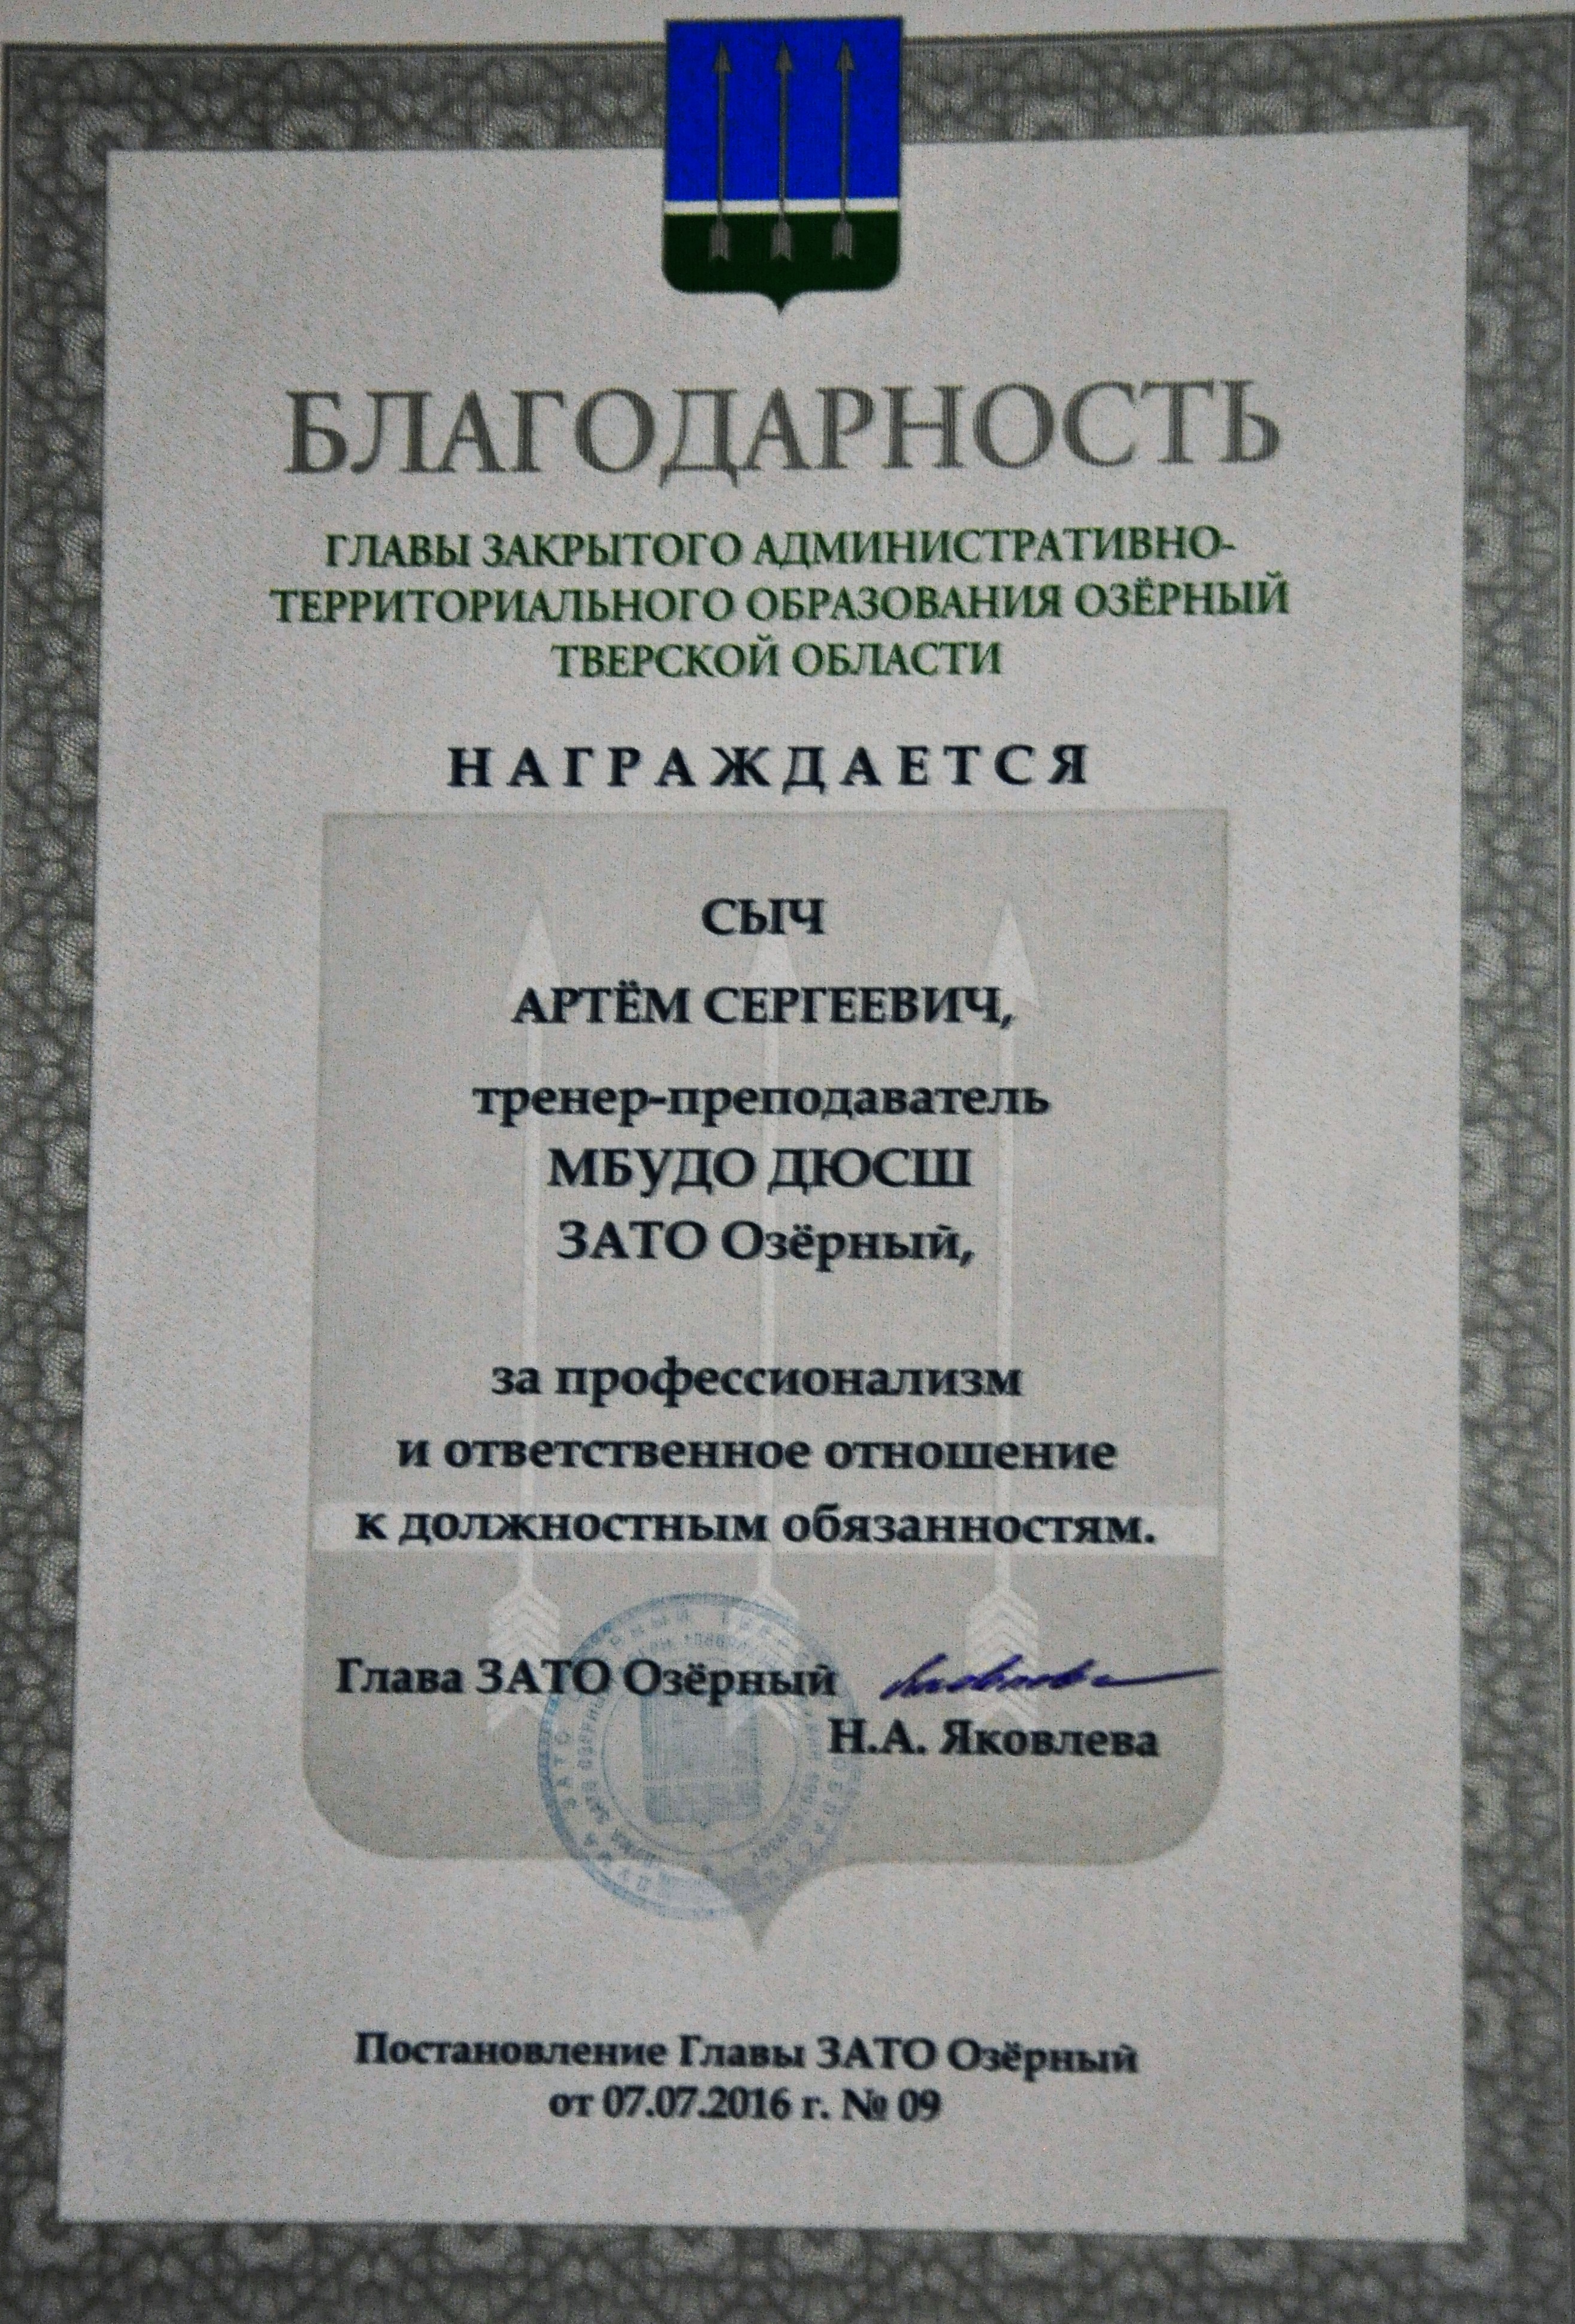 БЛАГОДАРНОСТЬ
ГЛАВЫ ЗАКРЫТОГО АДМИНИСТРАТИВНО-
ТЕРРИТОРИАЛЬНОГО ОБРАЗОВАНИЯ ОЗЁРНЫЙ
ТВЕРСКОЙ ОБЛАСТИ
НАГРАЖДАЕТСЯ
СЫЧ
АРТЁМ СЕРГЕЕВИЧ,
тренер-преподаватель
МБУДО ДЮСШ
ЗАТО Озёрный,
за профессионализм
и ответственное отношение
к должностным обязанностям.
Глава ЗАТО Озёрный
Н.А. Яковлева
Постановление Главы ЗАТО Озёрный
от 07.07.2016 г. № 09